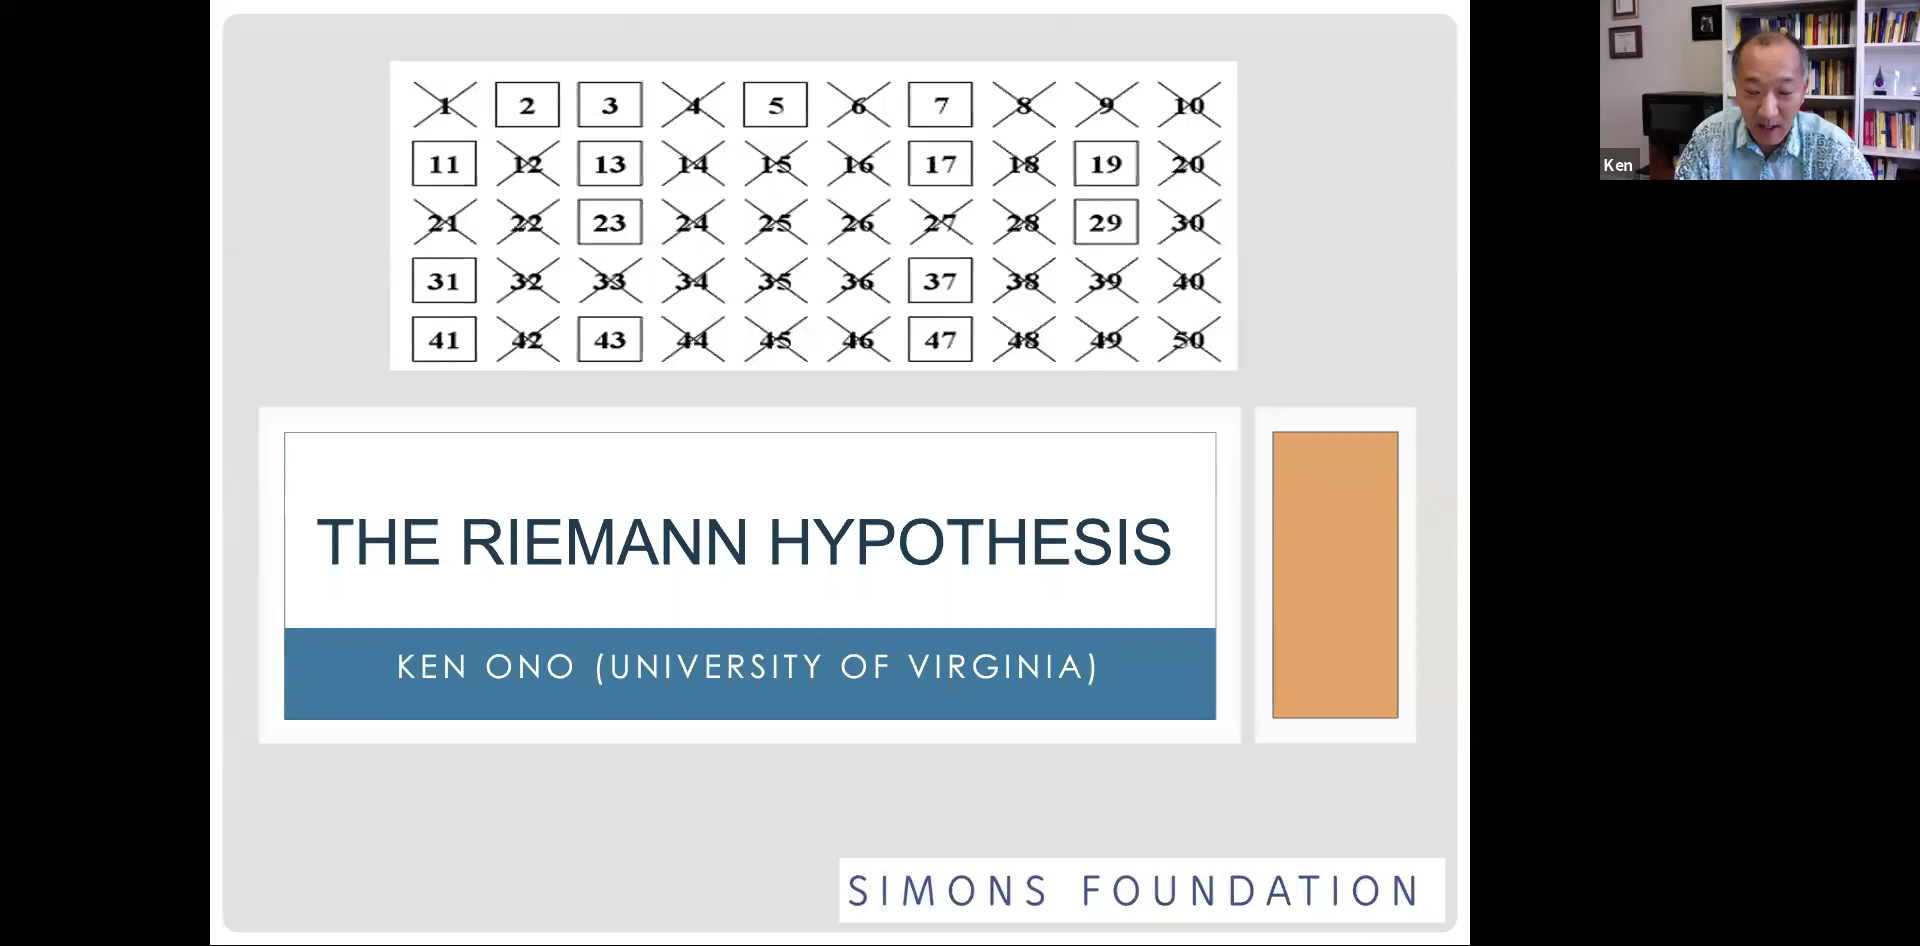 1 2 3 4 5 6 7 8 9 10
11 12 13 14 15 16 17 18 19 20
21 22 23 24 25 26 27 28 29 30
31 32 33 34 35 36 37 38 39 40
41 42 43 44 45 46 47 48 49 50
THE RIEMANN HYPOTHESIS
KEN ONO (UNIVERSITY OF VIRGINIA)
SIMONS FOUNDATION
Ken